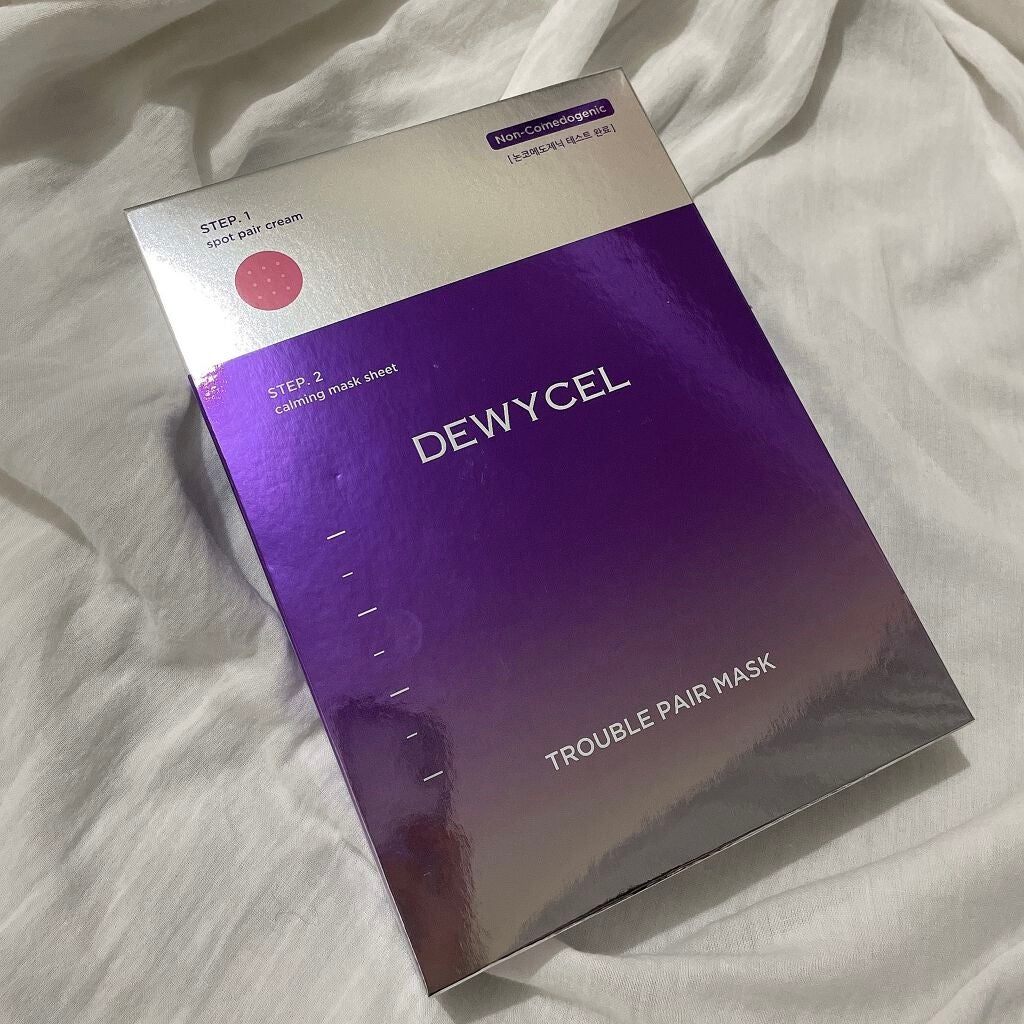 Non-Comedogenic
[논코메도제닉 테스트 완료]
STEP. 1
spot pair cream
STEP. 2
calming mask sheet
DEWYCEL
TROUBLE PAIR MASK